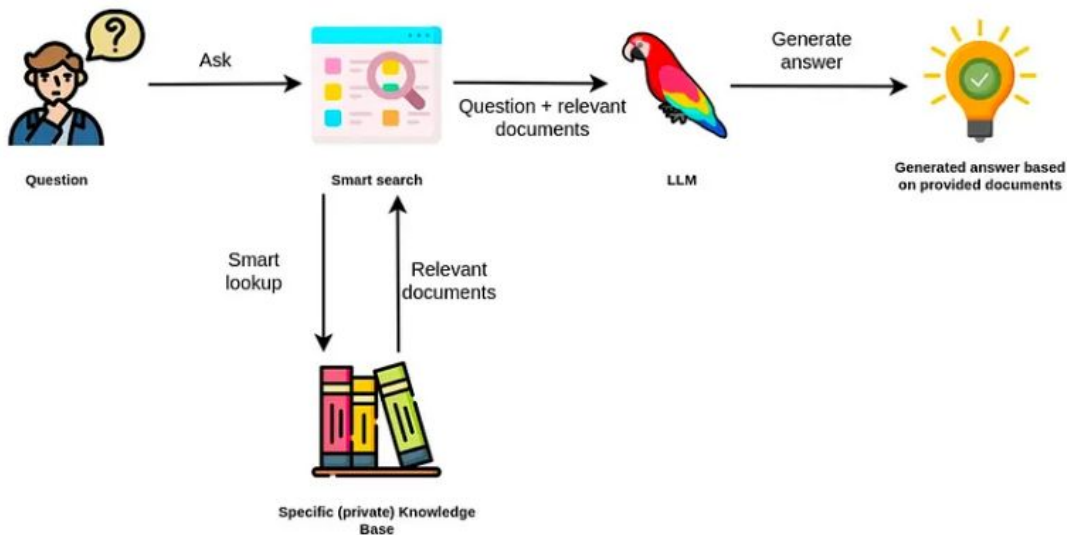 ?
Ask
Question
Smart search
Question + relevant
documents
LLM
Generate
answer
Generated answer based
on provided documents
Smart
lookup
Relevant
documents
Specific (private) Knowledge
Base